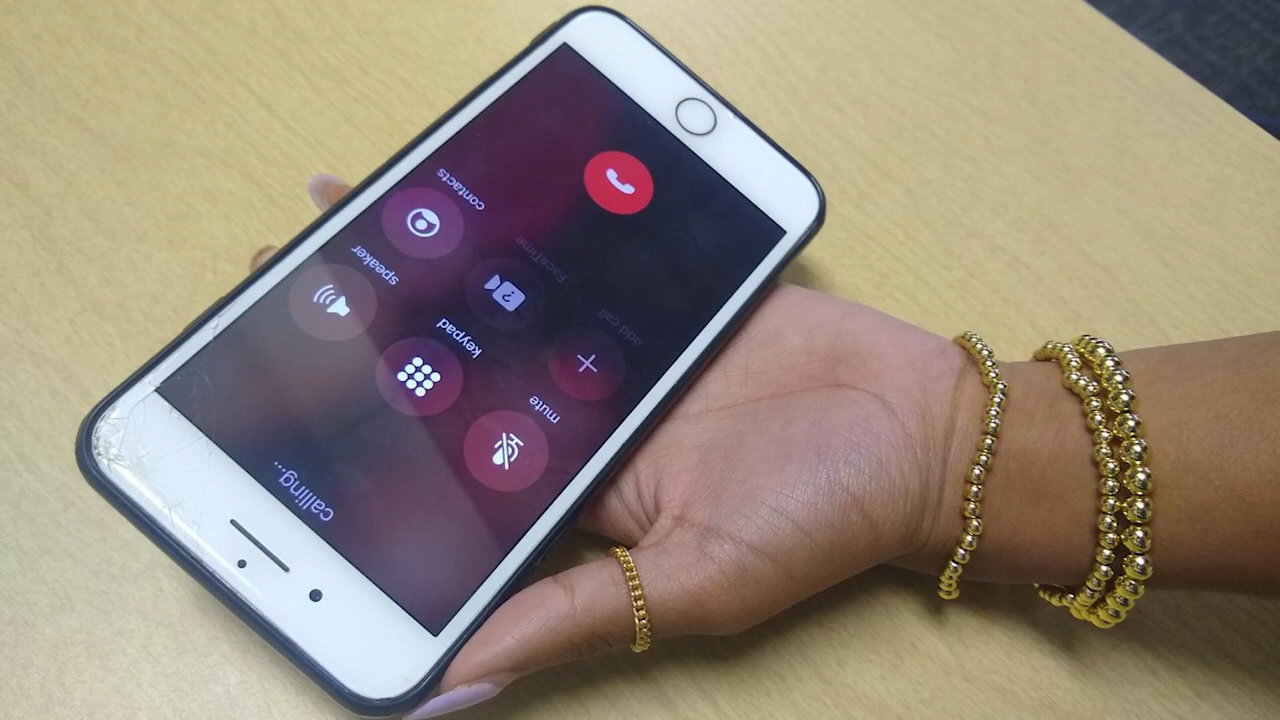 calling...
mute
keypad
speaker
add call
FaceTime
contacts